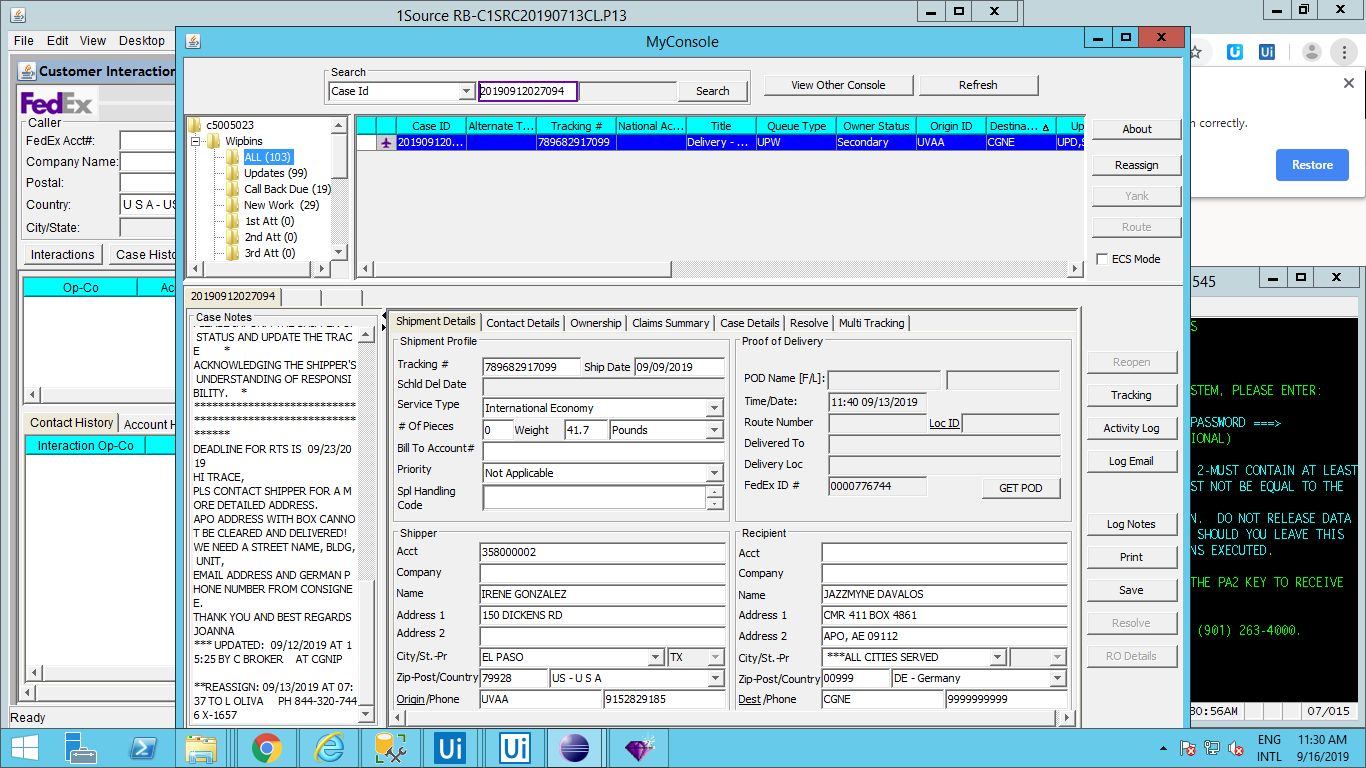 1Source RB-C1SRC20190713CL.P13
File Edit View Desktop
Customer Interaction
FedEx
Caller
FedEx Acct#:
Company Name:
Postal:
Country: U S A - US
City/State:
Interactions Case Histo
Op-Co Ac
Contact History Account H
Interaction Op-Co
Ready
MyConsole
Search
Case Id 20190912027094 Search
View Other Console Refresh
c5005023
Wipbins
ALL (103)
Updates (99)
Call Back Due (19)
New Work (29)
1st Att (0)
2nd Att (0)
3rd Att (0)
Case ID Alternate T... Tracking # National Ac... Title Queue Type Owner Status Origin ID Destina... Up
201909120... 789682917099 Delivery - ... UPW Secondary UVAA CGNE UPD,S
About
Reassign
Yank
Route
ECS Mode
20190912027094
Case Notes
STATUS AND UPDATE THE TRAC
E *
ACKNOWLEDGING THE SHIPPER'S
UNDERSTANDING OF RESPONSI
BILITY. *
****************************
****************************
******
DEADLINE FOR RTS IS 09/23/20
19
HI TRACE,
PLS CONTACT SHIPPER FOR A M
ORE DETAILED ADDRESS.
APO ADDRESS WITH BOX CANNO
T BE CLEARED AND DELIVERED!
WE NEED A STREET NAME, BLDG,
UNIT,
EMAIL ADDRESS AND GERMAN P
HONE NUMBER FROM CONSIGNE
E.
THANK YOU AND BEST REGARDS
JOANNA
*** UPDATED: 09/12/2019 AT 1
5:25 BY C BROKER AT CGNIP
**REASSIGN: 09/13/2019 AT 07:
37 TO L OLIVA PH 844-320-744
6 X-1657
Shipment Details Contact Details Ownership Claims Summary Case Details Resolve Multi Tracking
Shipment Profile
Tracking # 789682917099 Ship Date 09/09/2019
Schld Del Date
Service Type International Economy
# Of Pieces 0 Weight 41.7 Pounds
Bill To Account#
Priority Not Applicable
Spl Handling
Code
Proof of Delivery
POD Name [F/L]:
Time/Date: 11:40 09/13/2019
Route Number Loc ID
Delivered To
Delivery Loc
FedEx ID # 0000776744 GET POD
Shipper
Acct 358000002
Company
Name IRENE GONZALEZ
Address 1 150 DICKENS RD
Address 2
City/St.-Pr EL PASO TX
Zip-Post/Country 79928 US - U S A
Origin /Phone UVAA 9152829185
Recipient
Acct
Company
Name JAZZMYNE DAVALOS
Address 1 CMR 411 BOX 4861
Address 2 APO, AE 09112
City/St.-Pr ***ALL CITIES SERVED
Zip-Post/Country 00999 DE - Germany
Dest /Phone CGNE 9999999999
Reopen
Tracking
Activity Log
Log Email
Log Notes
Print
Save
Resolve
RO Details
n correctly.
Restore
545
S
YSTEM, PLEASE ENTER:
PASSWORD ===>
IONAL)
2-MUST CONTAIN AT LEAST
ST NOT BE EQUAL TO THE
N. DO NOT RELEASE DATA
SHOULD YOU LEAVE THIS
NS EXECUTED.
THE PA2 KEY TO RECEIVE
(901) 263-4000.
30:56AM 07/015
Ui Ui
Ui Ui
ENG 11:30 AM
INTL 9/16/2019